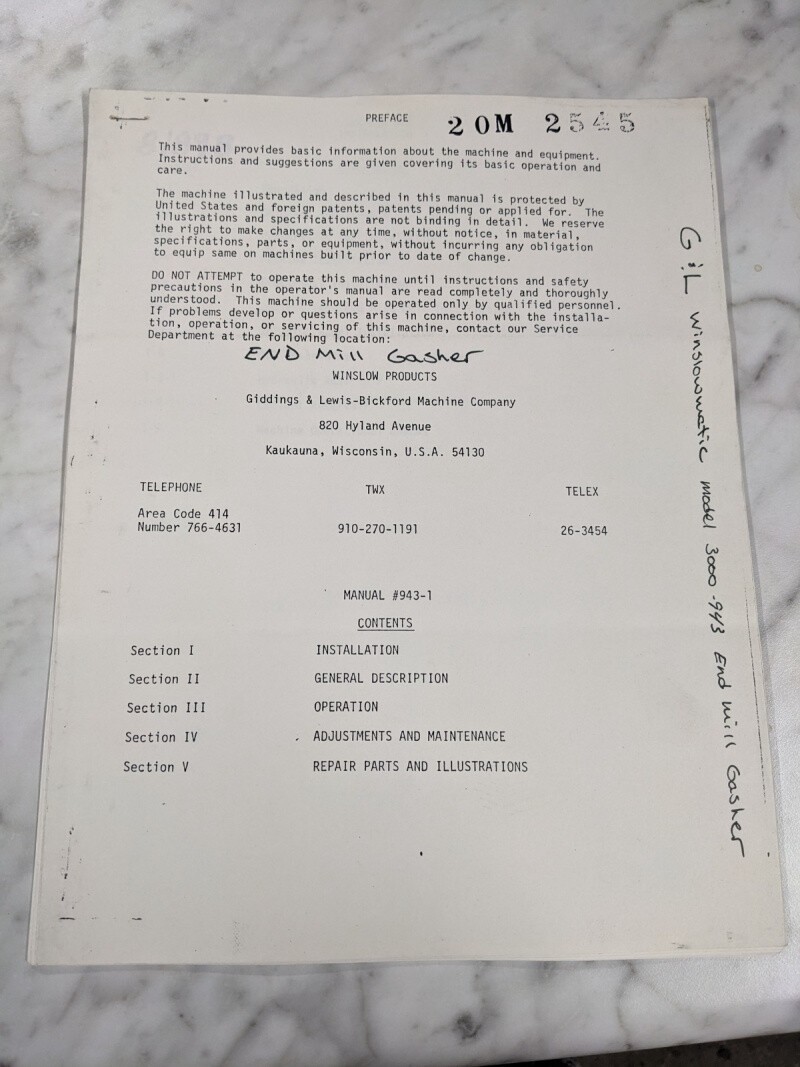 PREFACE
20M 2545
This manual provides basic information about the machine and equipment.
Instructions and suggestions are given covering its basic operation and
care.
The machine illustrated and described in this manual is protected by
United States and foreign patents, patents pending or applied for. The
illustrations and specifications are not binding in detail. We reserve
the right to make changes at any time, without notice, in material,
specifications, parts, or equipment, without incurring any obligation
to equip same on machines built prior to date of change.
DO NOT ATTEMPT to operate this machine until instructions and safety
precautions in the operator's manual are read completely and thoroughly
understood. This machine should be operated only by qualified personnel.
If problems develop or questions arise in connection with the installa-
tion, operation, or servicing of this machine, contact our Service
Department at the following location:
END Mill Gasher
WINSLOW PRODUCTS
Giddings & Lewis-Bickford Machine Company
820 Hyland Avenue
Kaukauna, Wisconsin, U.S.A. 54130
TELEPHONE TWX TELEX
Area Code 414
Number 766-4631 910-270-1191 26-3454
MANUAL #943-1
CONTENTS
Section I INSTALLATION
Section II GENERAL DESCRIPTION
Section III OPERATION
Section IV ADJUSTMENTS AND MAINTENANCE
Section V REPAIR PARTS AND ILLUSTRATIONS
G&L Winslowmatic model 3000-943 End Mill Gasher